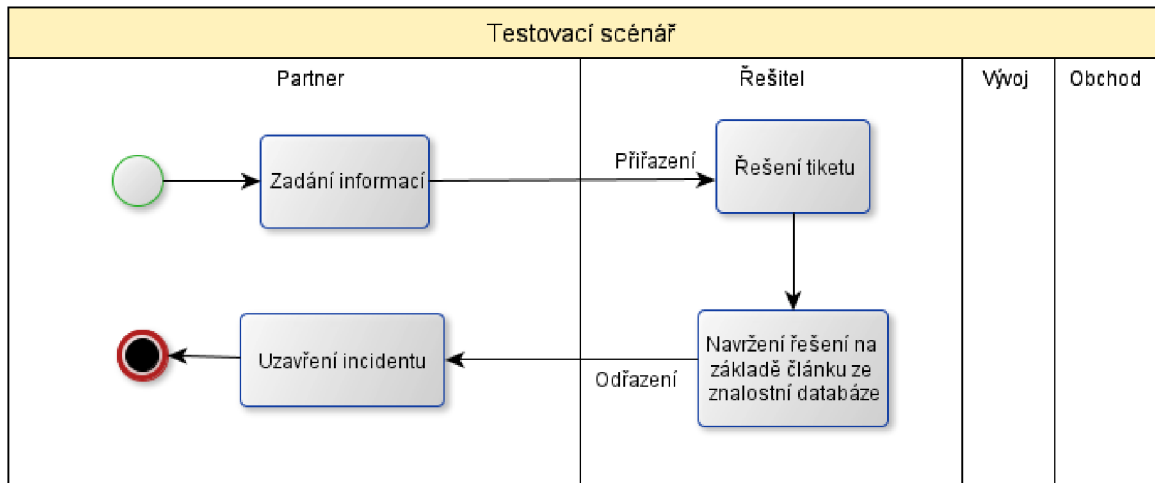 Testovací scénář
Partner
Řešitel
Vývoj
Obchod
Zadání informací
Přiřazení
Řešení tiketu
Uzavření incidentu
Odřazení
Navržení řešení na
základě článku ze
znalostní databáze